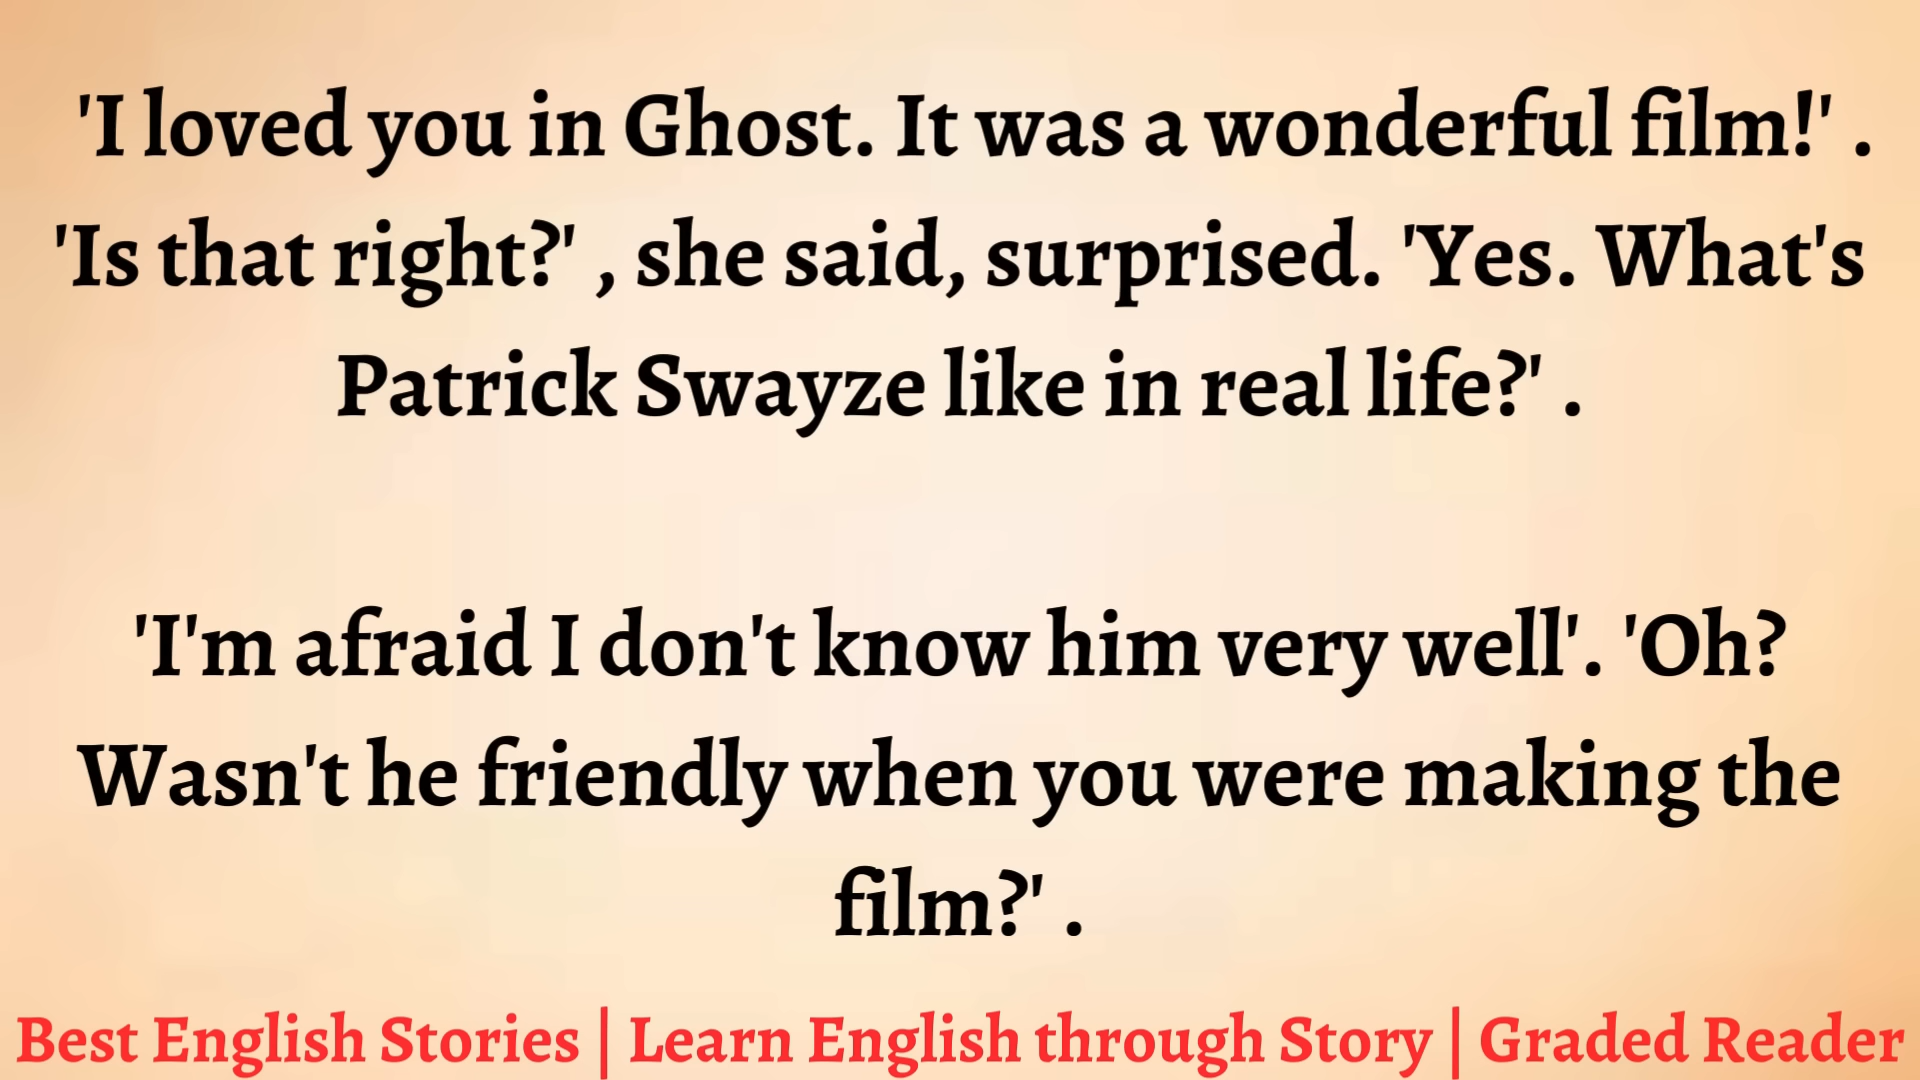 'I loved you in Ghost. It was a wonderful film!' .
'Is that right?' , she said, surprised. 'Yes. What's
Patrick Swayze like in real life?' .
'I'm afraid I don't know him very well'. 'Oh?
Wasn't he friendly when you were making the
film?' .
Best English Stories | Learn English through Story | Graded Reader